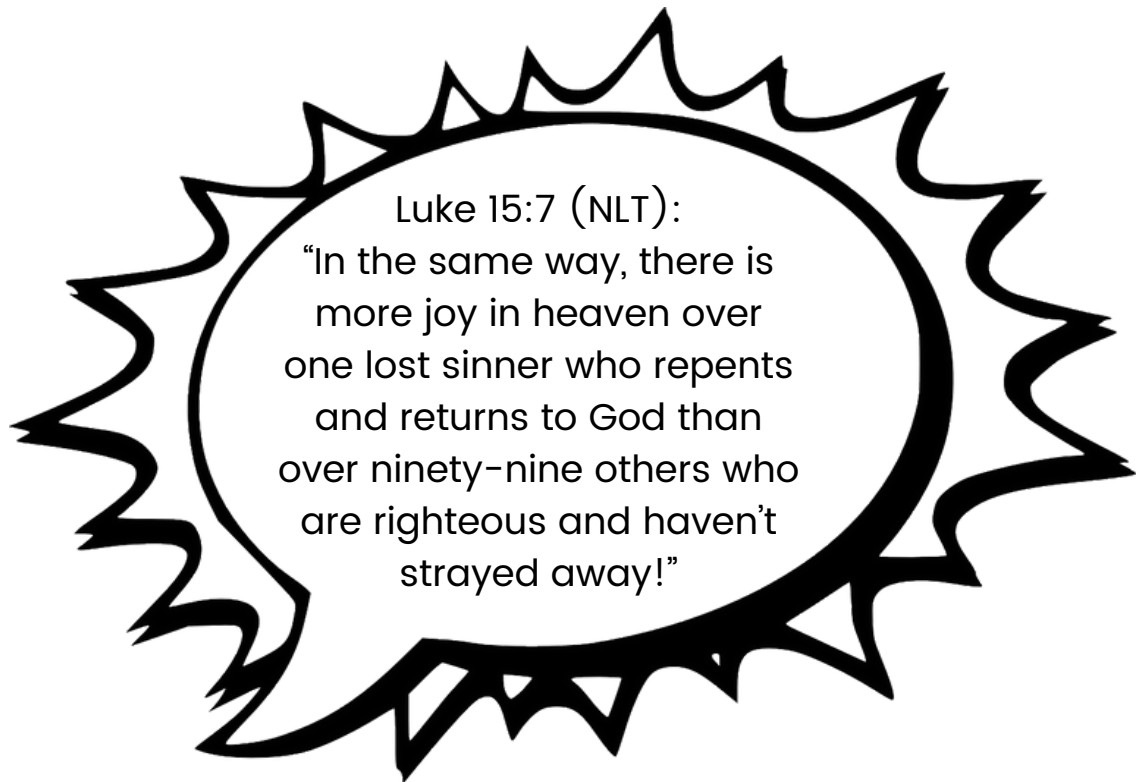 Luke 15:7 (NLT):
“In the same way, there is
more joy in heaven over
one lost sinner who repents
and returns to God than
over ninety-nine others who
are righteous and haven’t
strayed away!”